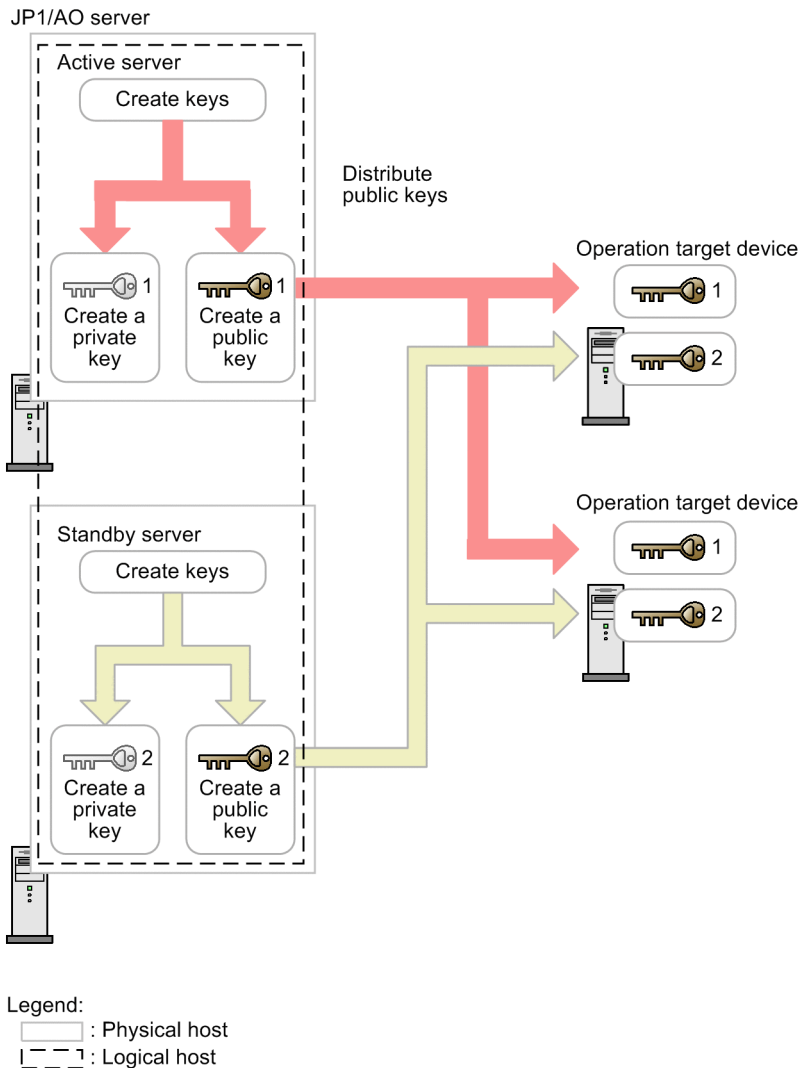 JP1/AO server
Active server
Create keys
Distribute
public keys
1
Create a
private
key
1
Create a
public
key
Operation target device
1
2
Operation target device
1
2
Standby server
Create keys
2
Create a
private
key
2
Create a
public
key
Legend:
: Physical host
: Logical host